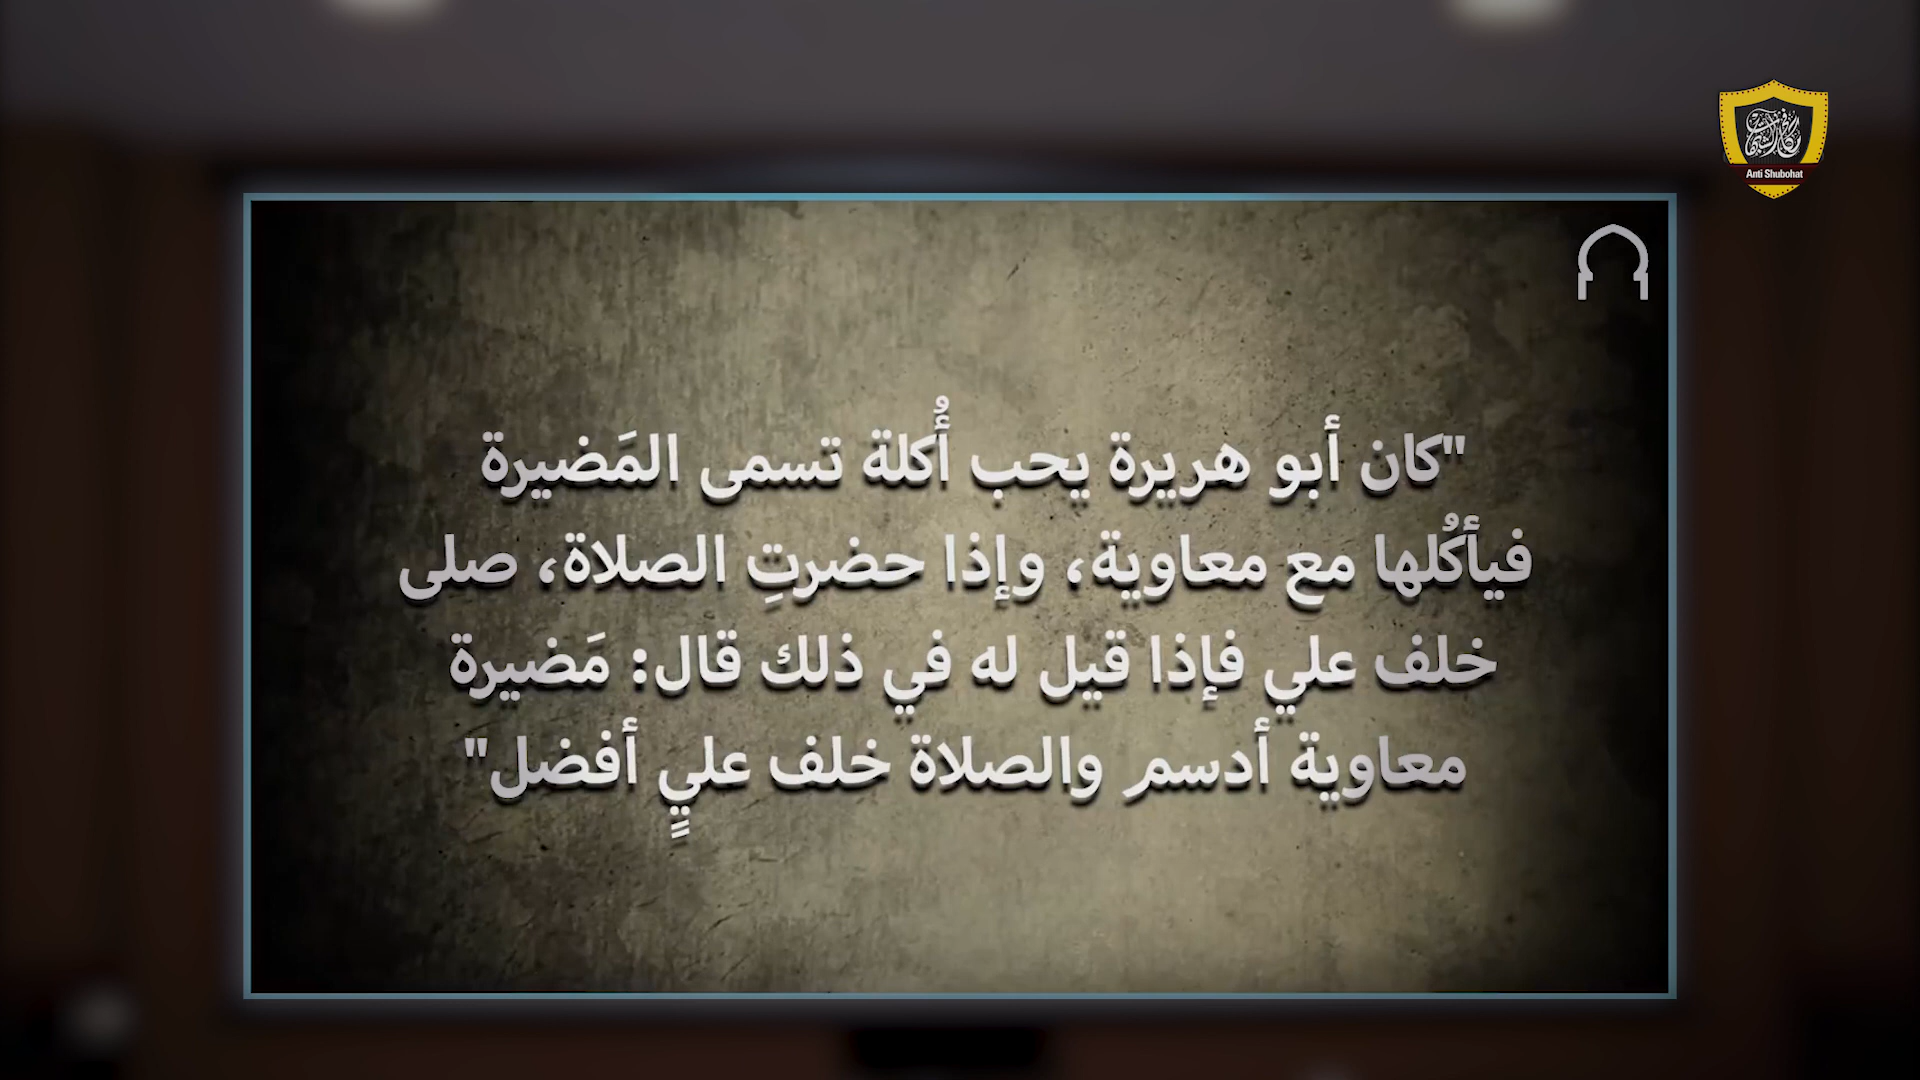 Anti Shubohat
"كان أبو هريرة يحب أُكلة تسمى المَضيرة
فيأكُلها مع معاوية، وإذا حضرتِ الصلاة، صلى
خلف علي فإذا قيل له في ذلك قال: مَضيرة
معاوية أدسم والصلاة خلف عليٍ أفضل"